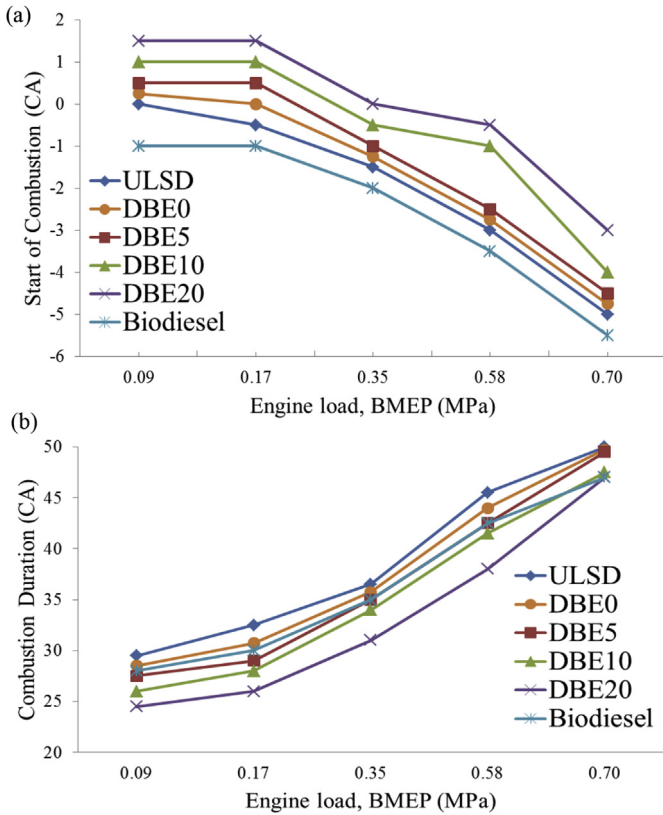 (a)
Start of Combustion (CA)
2
1
0
-1
-2
-3
-4
-5
-6
ULSD
DBE0
DBE5
DBE10
DBE20
Biodiesel
0.09 0.17 0.35 0.58 0.70
Engine load, BMEP (MPa)
(b)
Combustion Duration (CA)
50
45
40
35
30
25
20
ULSD
DBE0
DBE5
DBE10
DBE20
Biodiesel
0.09 0.17 0.35 0.58 0.70
Engine load, BMEP (MPa)